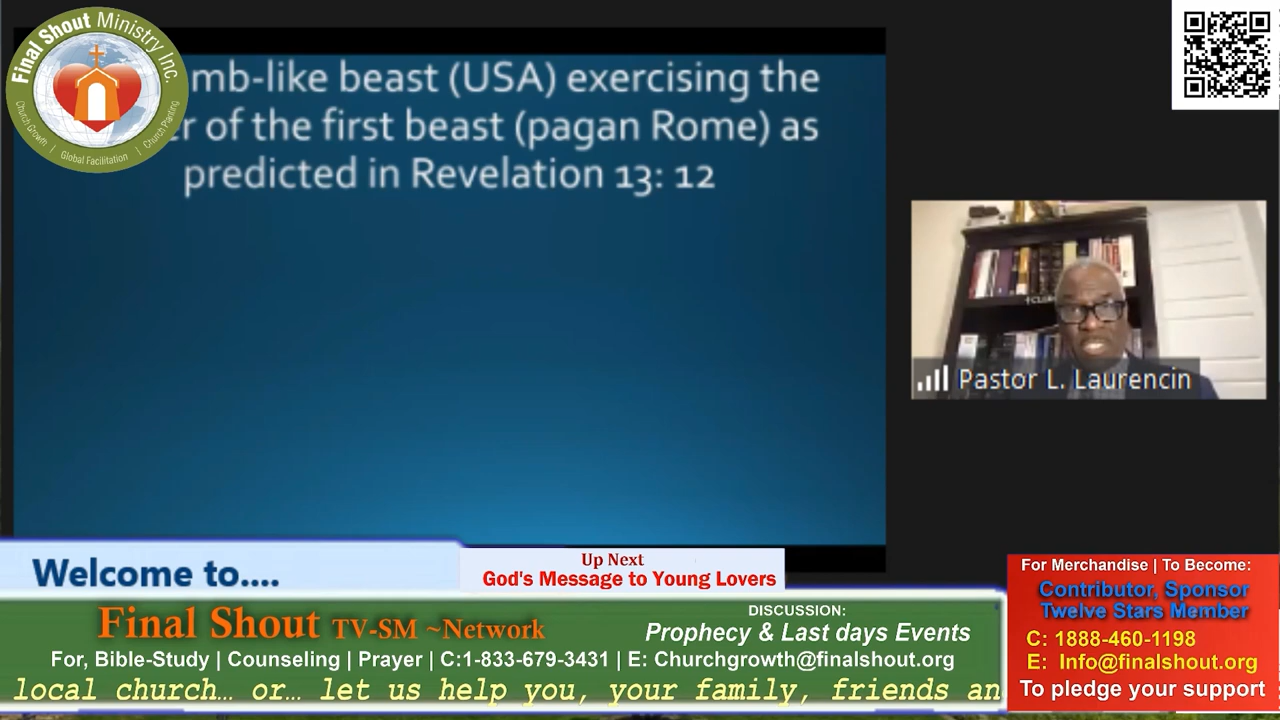 Final Shout Ministry Inc.
Church Growth | Global Facilitation | Church Planting
mb-like beast (USA) exercising the
r of the first beast (pagan Rome) as
predicted in Revelation 13: 12
Pastor L. Laurencin
Welcome to....
Up Next
God's Message to Young Lovers
Final Shout TV-SM ~Network
DISCUSSION:
Prophecy & Last days Events
For, Bible-Study | Counseling | Prayer | C:1-833-679-3431 | E: Churchgrowth@finalshout.org
local church… or… let us help you, your family, friends an
For Merchandise | To Become:
Contributor, Sponsor
Twelve Stars Member
C: 1888-460-1198
E: Info@finalshout.org
To pledge your support